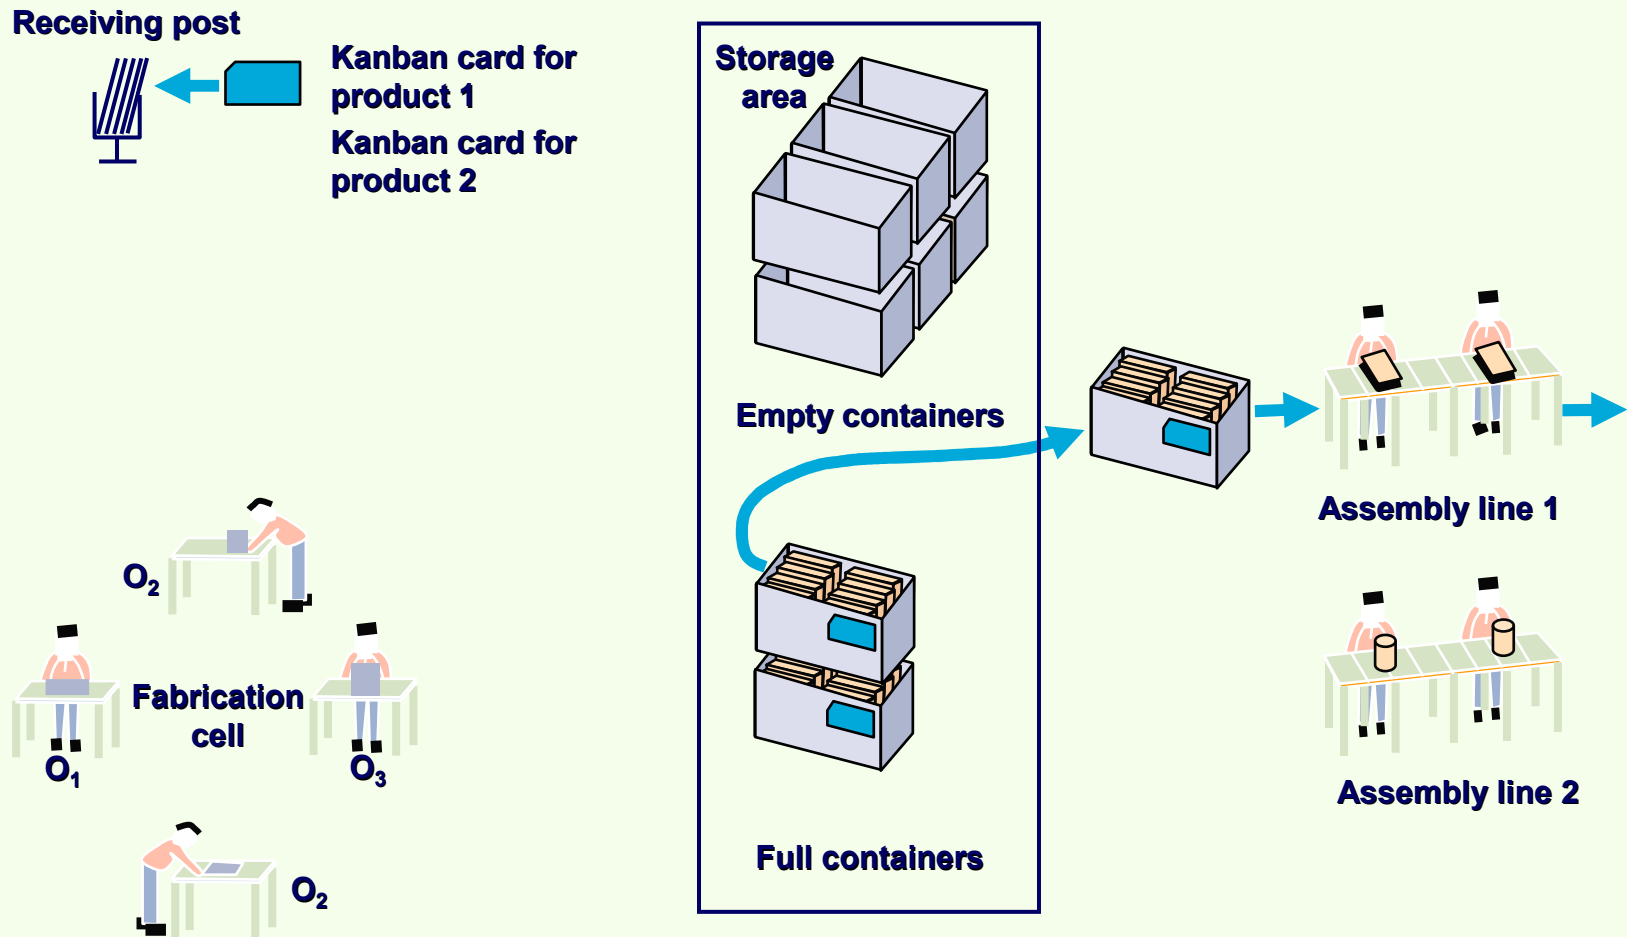 Receiving post
Kanban card for
product 1
Kanban card for
product 2
Storage
area
Empty containers
Assembly line 1
O2
Fabrication
cell
O1
O3
Assembly line 2
Full containers
O2